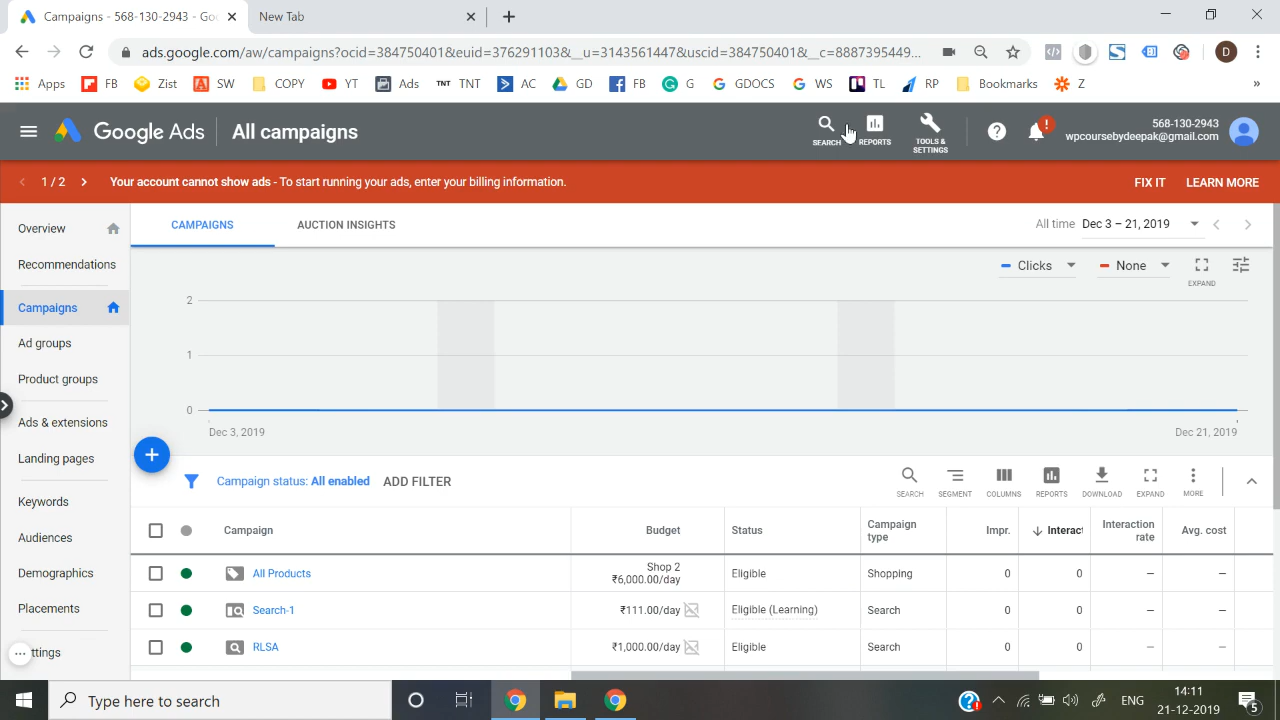 Campaigns - 568-130-2943 - Goo
New Tab
ads.google.com/aw/campaigns?ocid=384750401&euid=376291103&__u=3143561447&uscid=384750401&__c=8887395449...
D
Apps
FB
Zist
SW
COPY
YT
Ads
TNT TNT
AC
GD
FB
G
GDOCS
WS
TL
RP
Bookmarks
Z
»
Google Ads
All campaigns
SEARCH
REPORTS
TOOLS &
SETTINGS
568-130-2943
wpcoursebydeepak@gmail.com
1 / 2
Your account cannot show ads - To start running your ads, enter your billing information.
FIX IT
LEARN MORE
Overview
Recommendations
Campaigns
Ad groups
Product groups
Ads & extensions
Landing pages
Keywords
Audiences
Demographics
Placements
ttings
CAMPAIGNS
AUCTION INSIGHTS
All time Dec 3 – 21, 2019
Clicks
None
EXPAND
2
1
0
Dec 3, 2019
Dec 21, 2019
Campaign status: All enabled
ADD FILTER
SEARCH
SEGMENT
COLUMNS
REPORTS
DOWNLOAD
EXPAND
MORE
Campaign
Budget
Status
Campaign
type
Impr.
Interact
Interaction
rate
Avg. cost
All Products
Shop 2
₹6,000.00/day
Eligible
Shopping
0
0
–
–
Search-1
₹111.00/day
Eligible (Learning)
Search
0
0
–
–
RLSA
₹1,000.00/day
Eligible
Search
0
0
–
–
Type here to search
ENG
14:11
21-12-2019
5